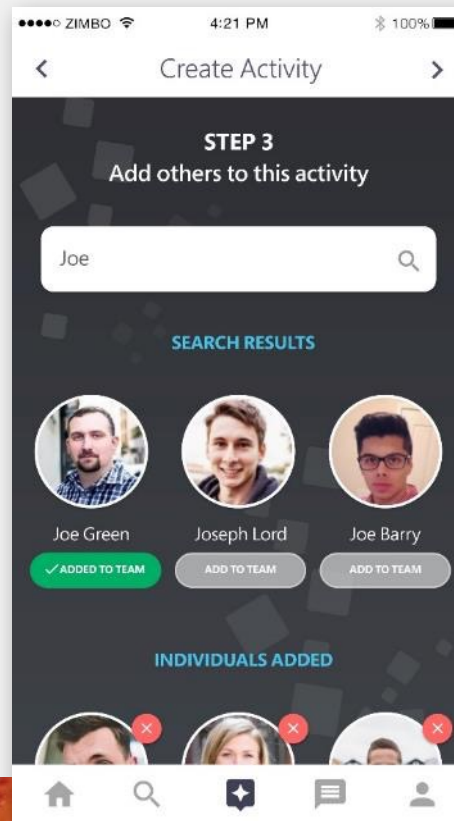 ZIMBO 4:21 PM 100%
Create Activity
STEP 3
Add others to this activity
Joe
SEARCH RESULTS
Joe Green Joseph Lord Joe Barry
ADDED TO TEAM ADD TO TEAM ADD TO TEAM
INDIVIDUALS ADDED